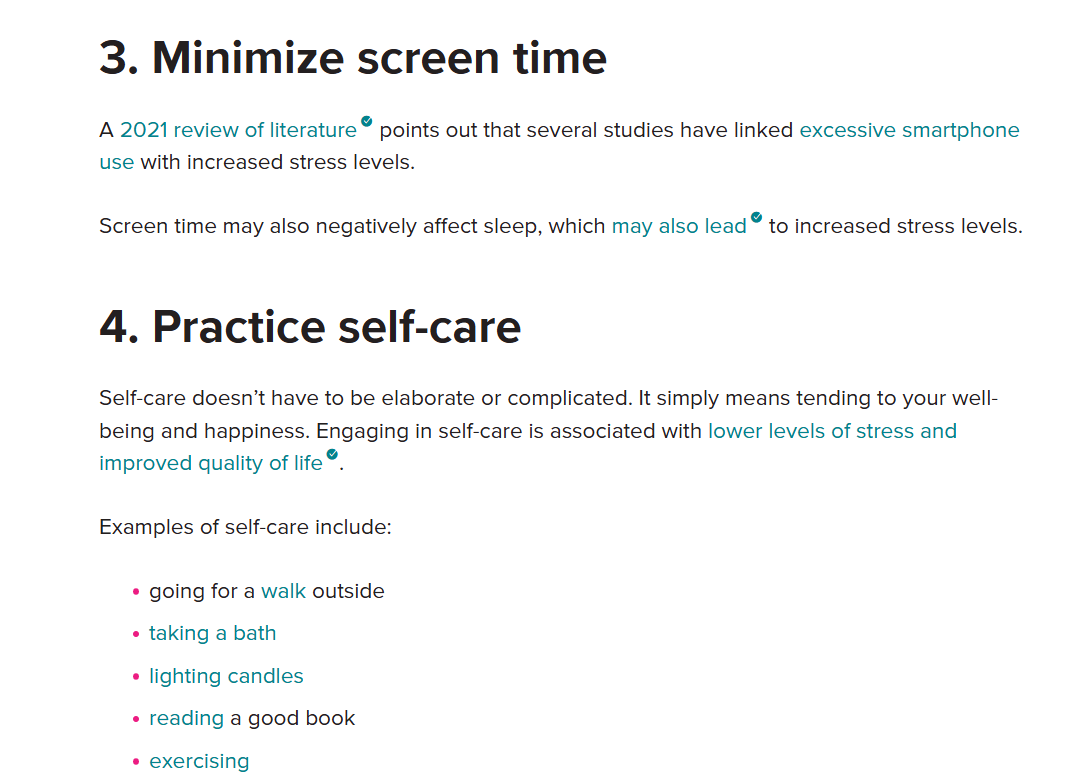 3. Minimize screen time
A 2021 review of literature points out that several studies have linked excessive smartphone
use with increased stress levels.
Screen time may also negatively affect sleep, which may also lead to increased stress levels.
4. Practice self-care
Self-care doesn’t have to be elaborate or complicated. It simply means tending to your well-
being and happiness. Engaging in self-care is associated with lower levels of stress and
improved quality of life.
Examples of self-care include:
• going for a walk outside
• taking a bath
• lighting candles
• reading a good book
• exercising